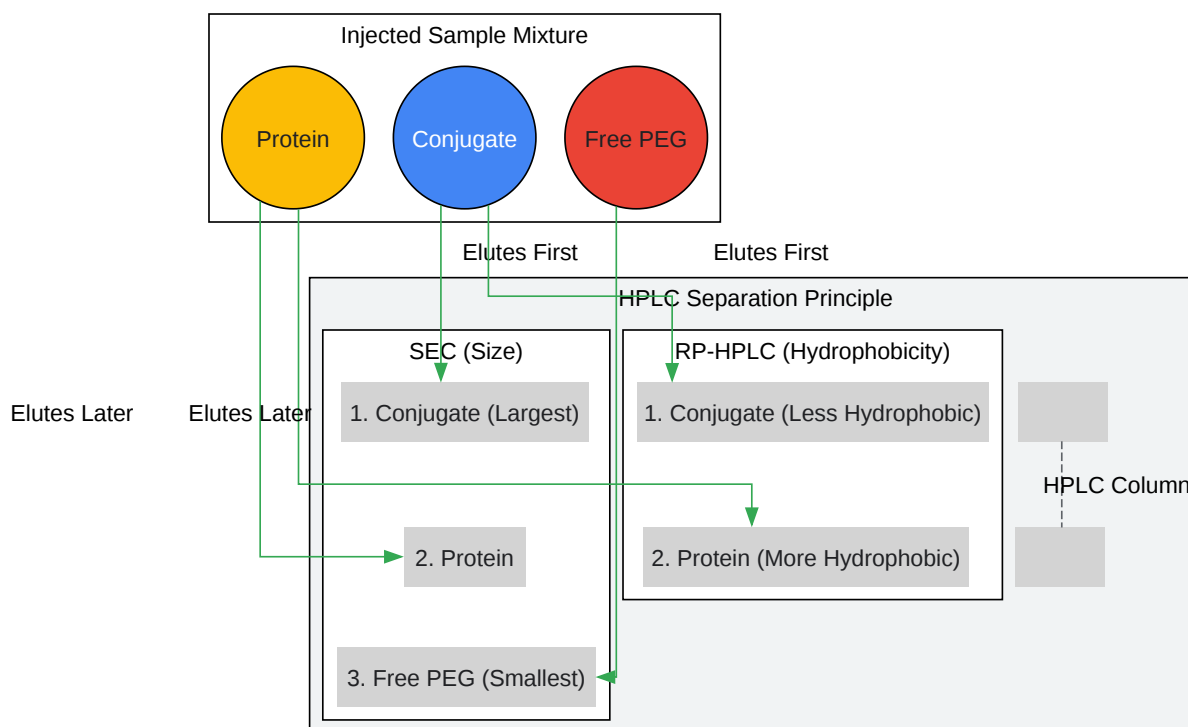 Injected Sample Mixture
Protein
Conjugate
Free PEG
Elutes First
Elutes First
HPLC Separation Principle
SEC (Size)
RP-HPLC (Hydrophobicity)
Elutes Later
Elutes Later
1. Conjugate (Largest)
1. Conjugate (Less Hydrophobic)
HPLC Column
2. Protein
2. Protein (More Hydrophobic)
3. Free PEG (Smallest)